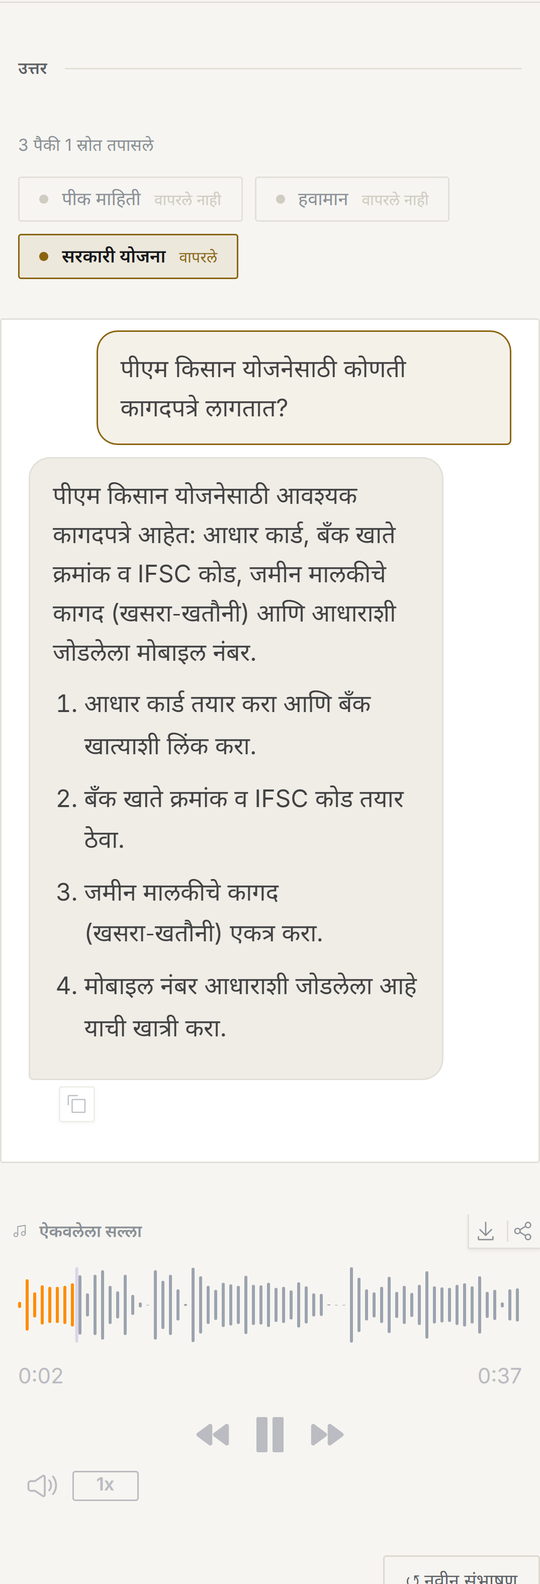 उत्तर
3 पैकी 1 स्रोत तपासले
पीक माहिती वापरले नाही
हवामान वापरले नाही
सरकारी योजना वापरले
पीएम किसान योजनेसाठी कोणती
कागदपत्रे लागतात?
पीएम किसान योजनेसाठी आवश्यक
कागदपत्रे आहेत: आधार कार्ड, बँक खाते
क्रमांक व IFSC कोड, जमीन मालकीचे
कागद (खसरा-खतौनी) आणि आधाराशी
जोडलेला मोबाइल नंबर.
1. आधार कार्ड तयार करा आणि बँक
खात्याशी लिंक करा.
2. बँक खाते क्रमांक व IFSC कोड तयार
ठेवा.
3. जमीन मालकीचे कागद
(खसरा-खतौनी) एकत्र करा.
4. मोबाइल नंबर आधाराशी जोडलेला आहे
याची खात्री करा.
ऐकवलेला सल्ला
0:02
0:37
1x
नवीन संभाषण